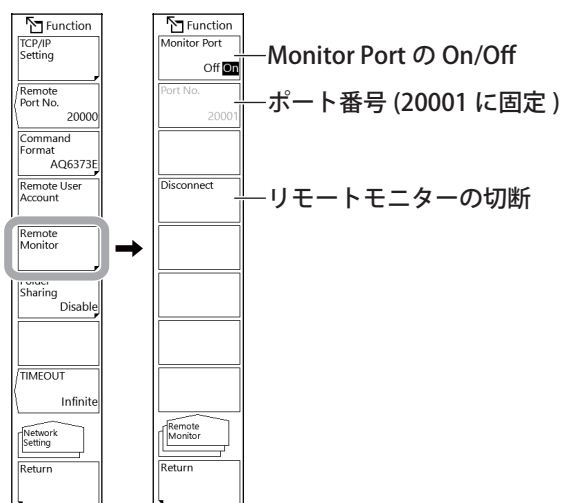 Function
TCP/IP
Setting
Remote
Port No.
20000
Command
Format
AQ6373E
Remote User
Account
Remote
Monitor
Folder
Sharing
Disable
TIMEOUT
Infinite
Network
Setting
Return
Function
Monitor Port
Off On
Port No.
20001
Disconnect
Remote
Monitor
Return
Monitor Port の On/Off
ポート番号 (20001 に固定 )
リモートモニターの切断